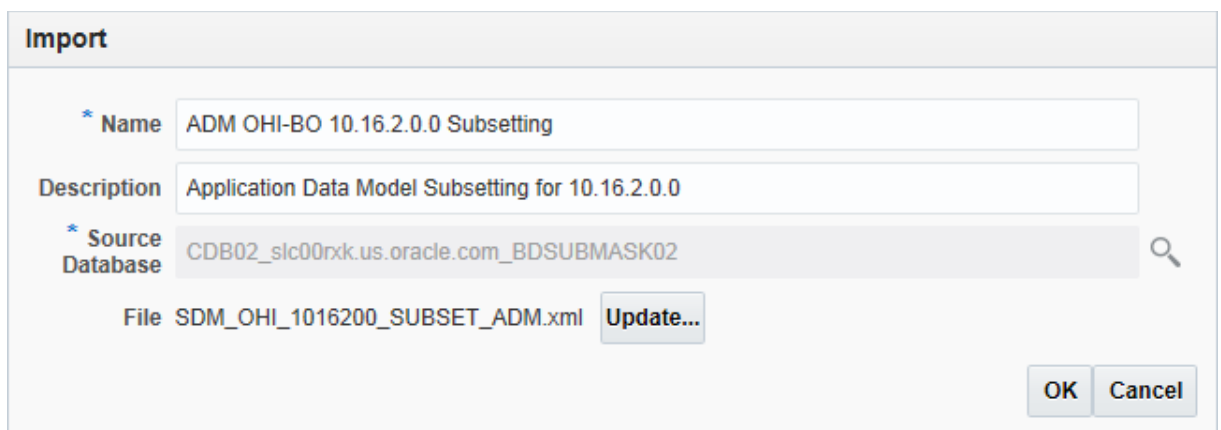 Import
* Name ADM OHI-BO 10.16.2.0.0 Subsetting
Description Application Data Model Subsetting for 10.16.2.0.0
* Source
Database CDB02_slc00rxk.us.oracle.com_BDSUBMASK02
File SDM_OHI_1016200_SUBSET_ADM.xml Update...
OK Cancel